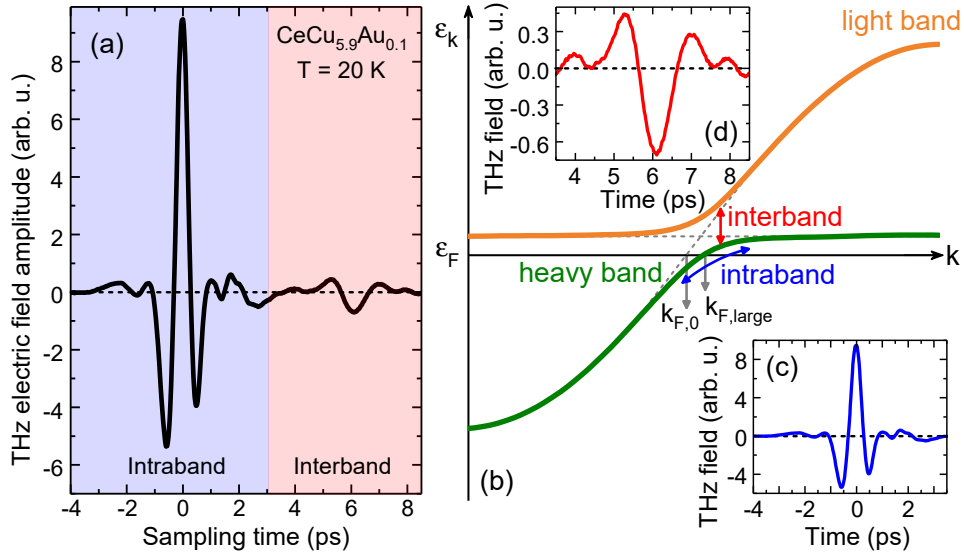 (a)
CeCu5.9Au0.1
T = 20 K
THz electric field amplitude (arb. u.)
8
6
4
2
0
-2
-4
-6
Intraband
Interband
-4 -2 0 2 4 6 8
Sampling time (ps)
(b)
εk
εF
k
light band
heavy band
interband
intraband
kF,0
kF,large
(d)
THz field (arb. u.)
0.3
0.0
-0.3
-0.6
4 5 6 7 8
Time (ps)
(c)
THz field (arb. u.)
8
4
0
-4
-4 -2 0 2
Time (ps)